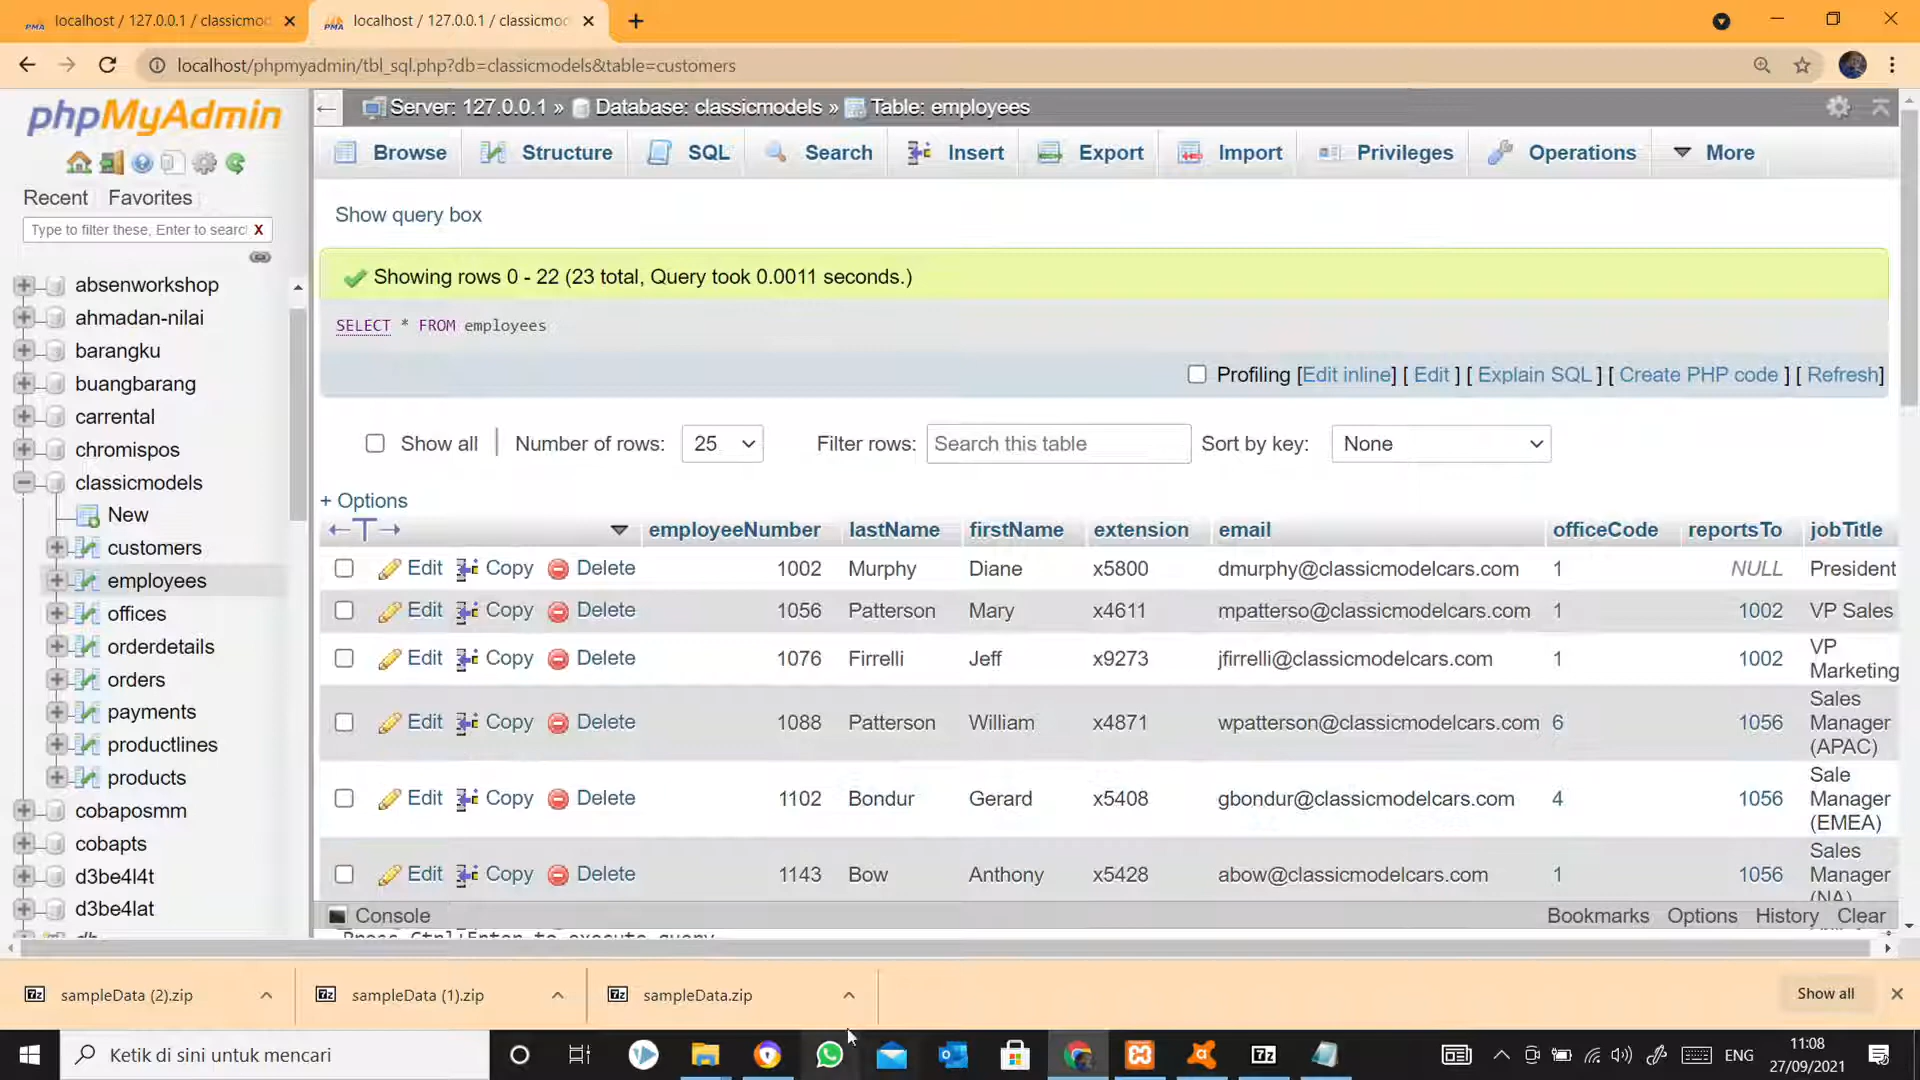 localhost / 127.0.0.1 / classicmo
localhost / 127.0.0.1 / classicmo
localhost/phpmyadmin/tbl_sql.php?db=classicmodels&table=customers
phpMyAdmin
Recent Favorites
Type to filter these, Enter to search X
absenworkshop
ahmadan-nilai
barangku
buangbarang
carrental
chromispos
classicmodels
New
customers
employees
offices
orderdetails
orders
payments
productlines
products
cobaposmm
cobapts
d3be4l4t
d3be4lat
Server: 127.0.0.1 » Database: classicmodels » Table: employees
Browse Structure SQL Search Insert Export Import Privileges Operations More
Show query box
Showing rows 0 - 22 (23 total, Query took 0.0011 seconds.)
SELECT * FROM employees
Profiling [Edit inline] [ Edit ] [ Explain SQL ] [ Create PHP code ] [ Refresh]
Show all Number of rows: 25 Filter rows: Search this table Sort by key: None
+ Options
←T→ employeeNumber lastName firstName extension email officeCode reportsTo jobTitle
Edit Copy Delete 1002 Murphy Diane x5800 dmurphy@classicmodelcars.com 1 NULL President
Edit Copy Delete 1056 Patterson Mary x4611 mpatterso@classicmodelcars.com 1 1002 VP Sales
Edit Copy Delete 1076 Firrelli Jeff x9273 jfirrelli@classicmodelcars.com 1 1002 VP
Marketing
Edit Copy Delete 1088 Patterson William x4871 wpatterson@classicmodelcars.com 6 1056 Sales
Manager
(APAC)
Edit Copy Delete 1102 Bondur Gerard x5408 gbondur@classicmodelcars.com 4 1056 Sale
Manager
(EMEA)
Edit Copy Delete 1143 Bow Anthony x5428 abow@classicmodelcars.com 1 1056 Sales
Manager
(NA)
Console Bookmarks Options History Clear
Press Ctrl+Enter to execute query
sampleData (2).zip sampleData (1).zip sampleData.zip Show all
Ketik di sini untuk mencari
ENG
11:08
27/09/2021